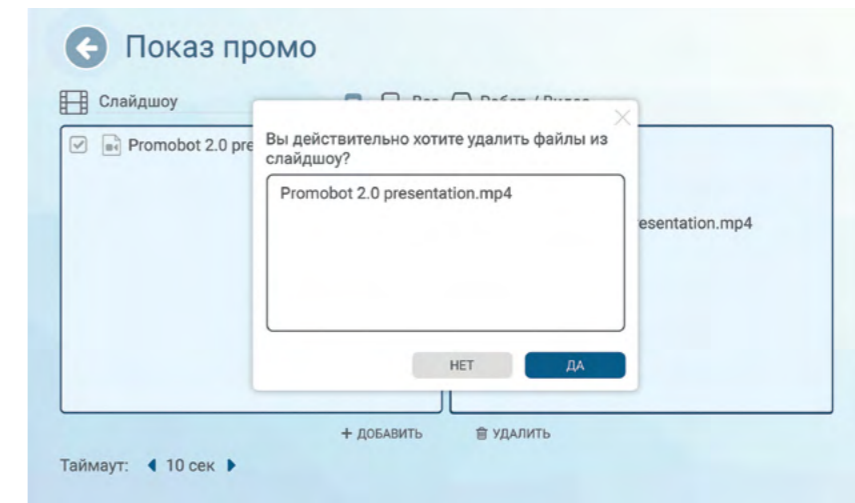 Показ промо
Слайдшоу
Вы действительно хотите удалить файлы из
слайдшоу?
Promobot 2.0 pre
Promobot 2.0 presentation.mp4
esentation.mp4
НЕТ ДА
+ ДОБАВИТЬ УДАЛИТЬ
Таймаут: 10 сек